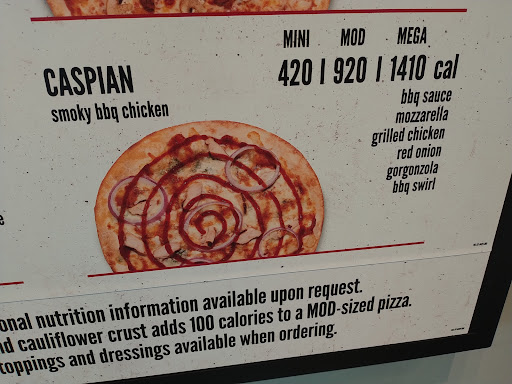 MINI MOD MEGA
CASPIAN 420 | 920 | 1410 cal
smoky bbq chicken
bbq sauce
mozzarella
grilled chicken
red onion
gorgonzola
bbq swirl
onal nutrition information available upon request.
nd cauliflower crust adds 100 calories to a MOD-sized pizza.
toppings and dressings available when ordering.